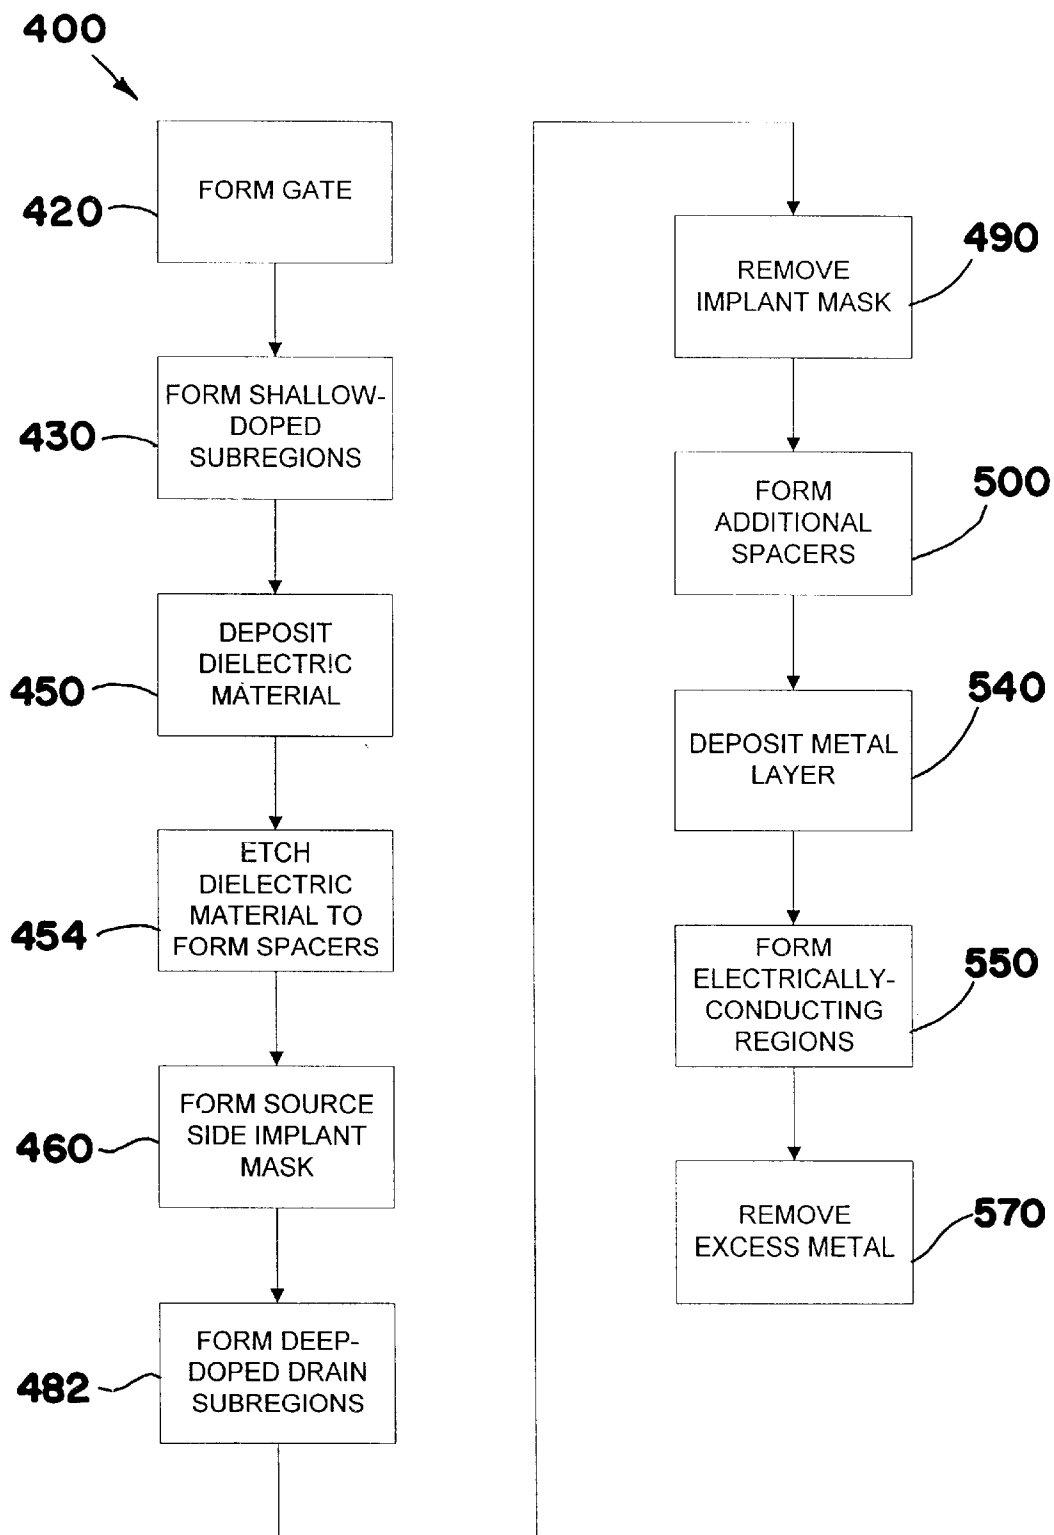 400
FORM GATE
420
FORM SHALLOW-
DOPED
SUBREGIONS
430
DEPOSIT
DIELECTRIC
MATERIAL
450
ETCH
DIELECTRIC
MATERIAL TO
FORM SPACERS
454
FORM SOURCE
SIDE IMPLANT
MASK
460
FORM DEEP-
DOPED DRAIN
SUBREGIONS
482
REMOVE
IMPLANT MASK
490
FORM
ADDITIONAL
SPACERS
500
DEPOSIT METAL
LAYER
540
FORM
ELECTRICALLY-
CONDUCTING
REGIONS
550
REMOVE
EXCESS METAL
570